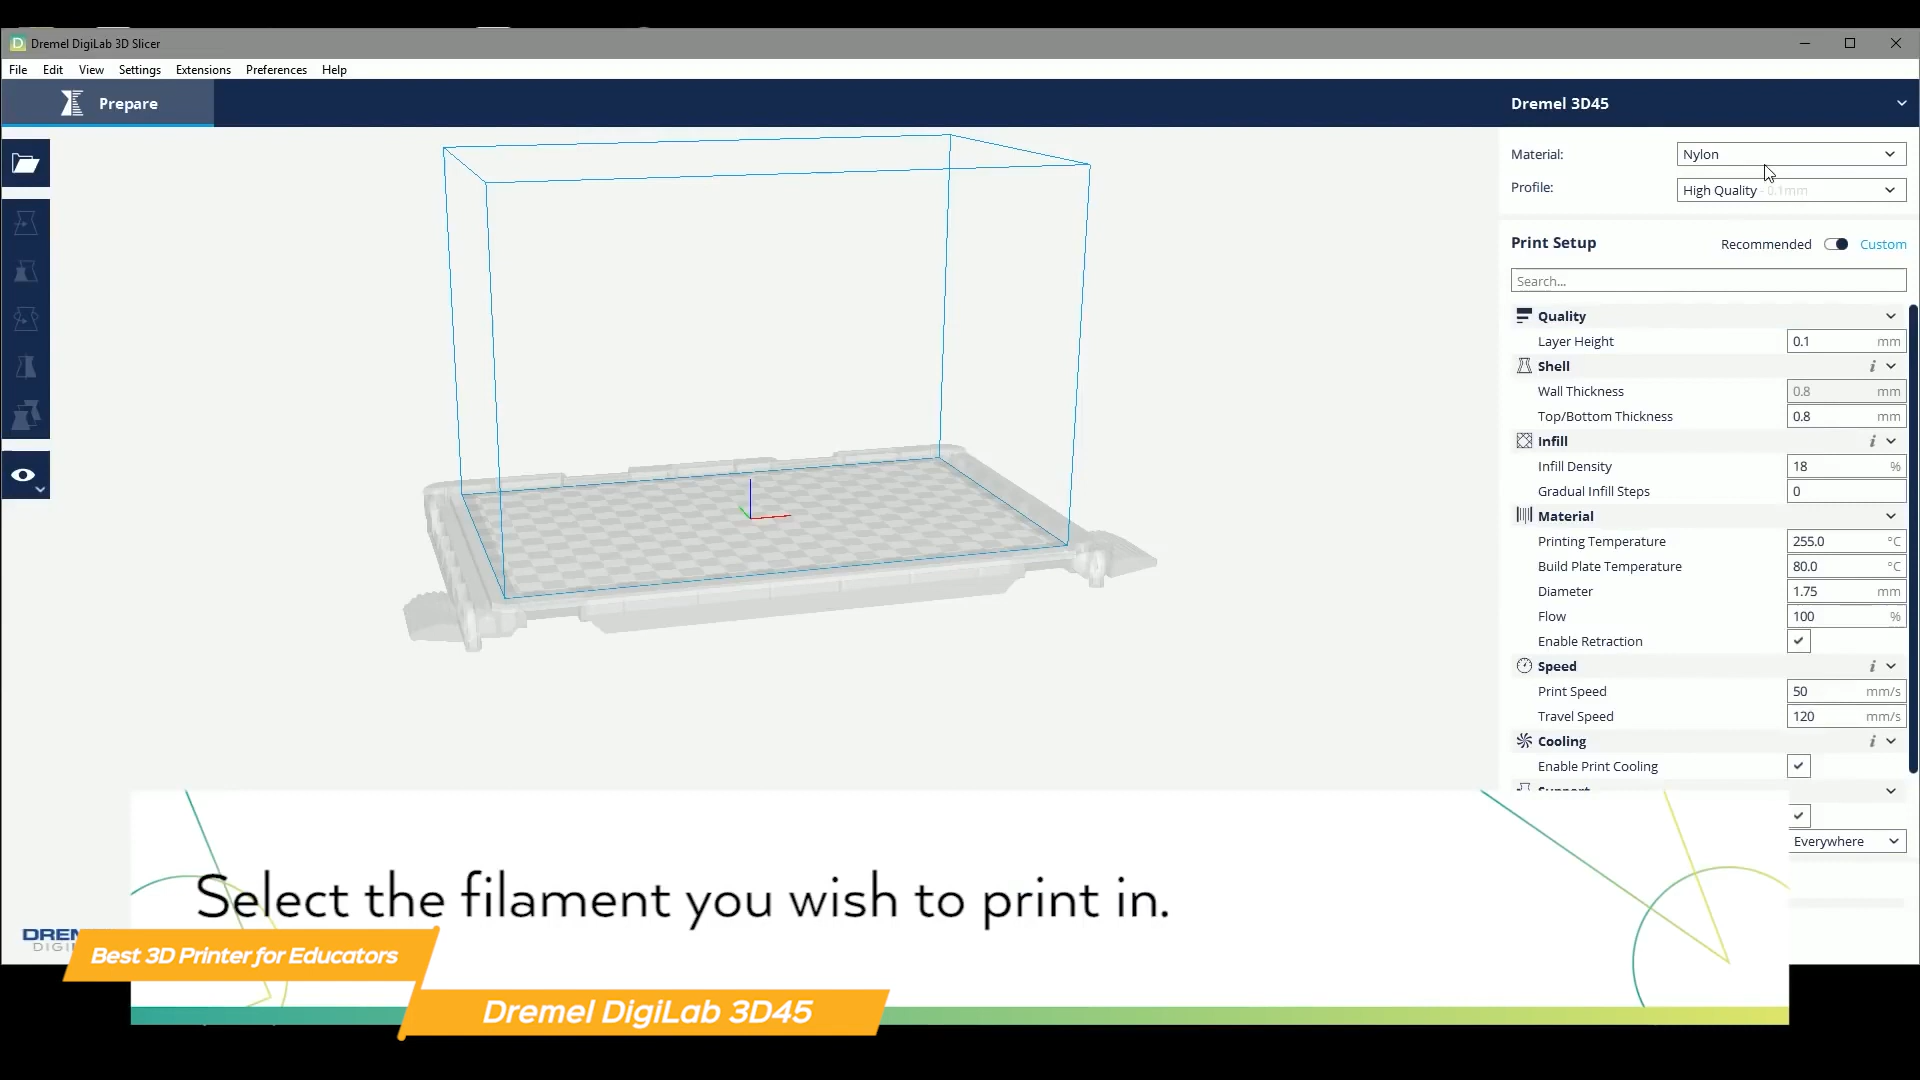 Dremel DigiLab 3D Slicer
File Edit View Settings Extensions Preferences Help
Prepare
Dremel 3D45
Material: Nylon
Profile: High Quality - 0.1mm
Print Setup Recommended Custom
Search...
Quality
Layer Height 0.1 mm
Shell i
Wall Thickness 0.8 mm
Top/Bottom Thickness 0.8 mm
Infill i
Infill Density 18 %
Gradual Infill Steps 0
Material
Printing Temperature 255.0 °C
Build Plate Temperature 80.0 °C
Diameter 1.75 mm
Flow 100 %
Enable Retraction
Speed i
Print Speed 50 mm/s
Travel Speed 120 mm/s
Cooling i
Enable Print Cooling
Support
Everywhere
Select the filament you wish to print in.
Best 3D Printer for Educators
Dremel DigiLab 3D45